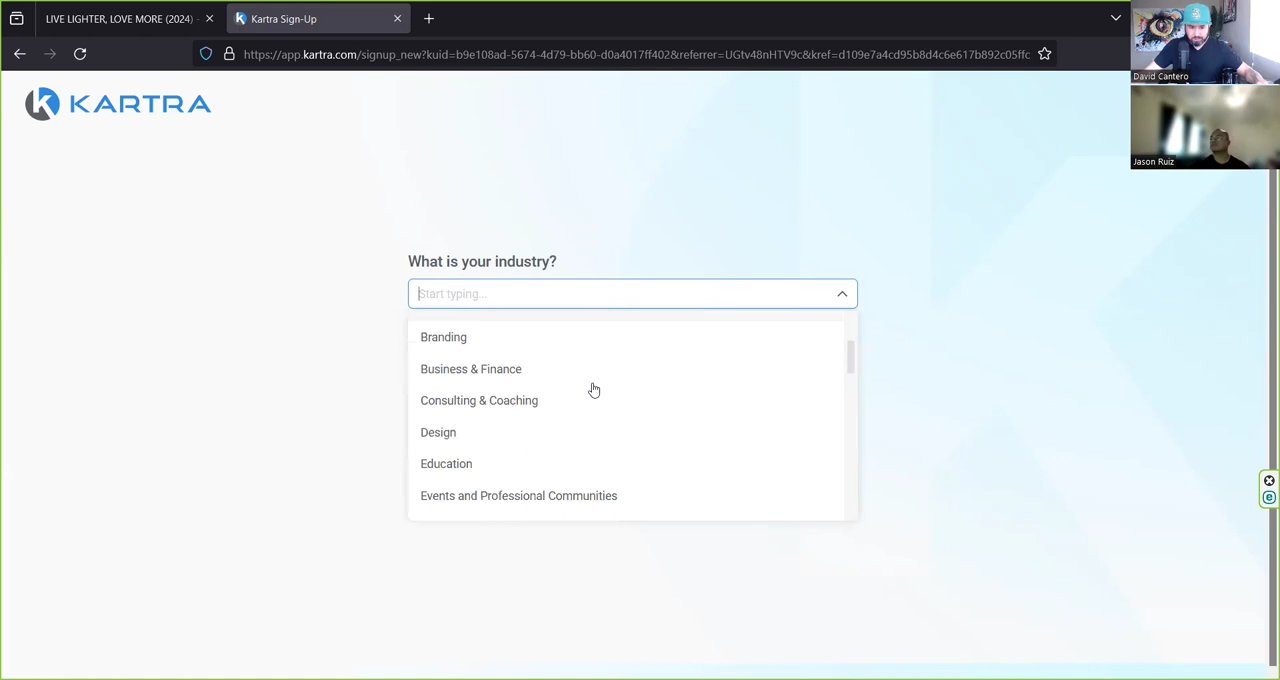 LIVE LIGHTER, LOVE MORE (2024) -
Kartra Sign-Up
https://app.kartra.com/signup_new?kuid=b9e108ad-5674-4d79-bb60-d0a4017ff402&referrer=UGtv48nHTV9c&kref=d109e7a4cd95b8d4c6e617b892c05ffc
David Cantero
Jason Ruiz
KARTRA
What is your industry?
Start typing...
Branding
Business & Finance
Consulting & Coaching
Design
Education
Events and Professional Communities